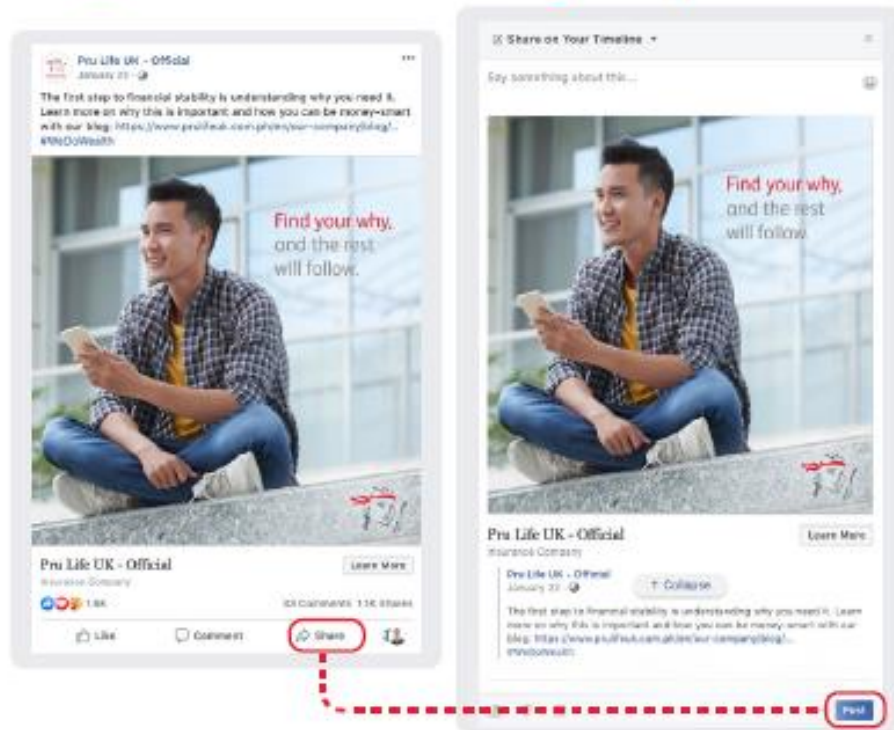 Pru Life UK - Official
January 22
The first step to financial stability is understanding why you need it.
Learn more on why this is important and how you can be money-smart
with our blog: https://www.prulifeuk.com.ph/en/our-company/blog/...
#WeDoWealth
Find your why,
and the rest
will follow.
Pru Life UK - Official
Learn More
Insurance Company
1.6K
Comments
Shares
Like
Comment
Share
Share on Your Timeline
Say something about this...
Find your why,
and the rest
will follow.
Pru Life UK - Official
Learn More
Insurance Company
Pru Life UK - Official
January 22
↑ Collapse
The first step to financial stability is understanding why you need it. Learn
more on why this is important and how you can be money-smart with our
blog: https://www.prulifeuk.com.ph/en/our-company/blog/...
#WeDoWealth
Post